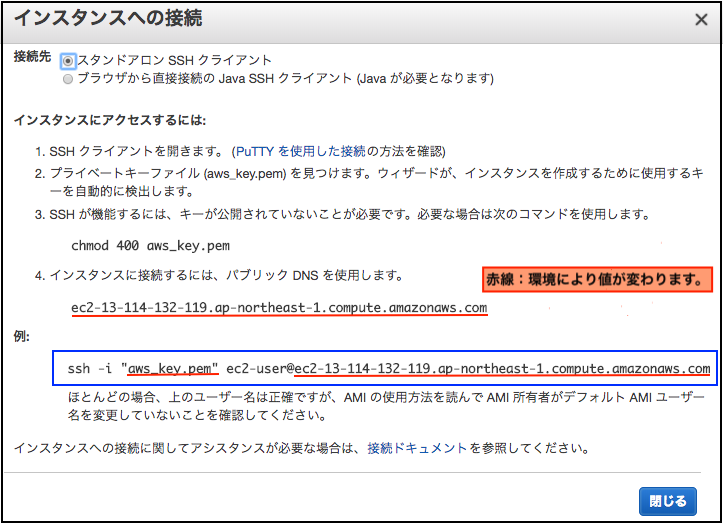 インスタンスへの接続
×
接続先 スタンドアロン SSH クライアント
ブラウザから直接接続の Java SSH クライアント (Java が必要となります)
インスタンスにアクセスするには:
1. SSH クライアントを開きます。 (PuTTY を使用した接続の方法を確認)
2. プライベートキーファイル (aws_key.pem) を見つけます。ウィザードが、インスタンスを作成するために使用するキ
ーを自動的に検出します。
3. SSH が機能するには、キーが公開されていないことが必要です。必要な場合は次のコマンドを使用します。
chmod 400 aws_key.pem
4. インスタンスに接続するには、パブリック DNS を使用します。
赤線：環境により値が変わります。
ec2-13-114-132-119.ap-northeast-1.compute.amazonaws.com
例:
ssh -i "aws_key.pem" ec2-user@ec2-13-114-132-119.ap-northeast-1.compute.amazonaws.com
ほとんどの場合、上のユーザー名は正確ですが、AMI の使用方法を読んで AMI 所有者がデフォルト AMI ユーザー
名を変更していないことを確認してください。
インスタンスへの接続に関してアシスタンスが必要な場合は、接続ドキュメントを参照してください。
閉じる